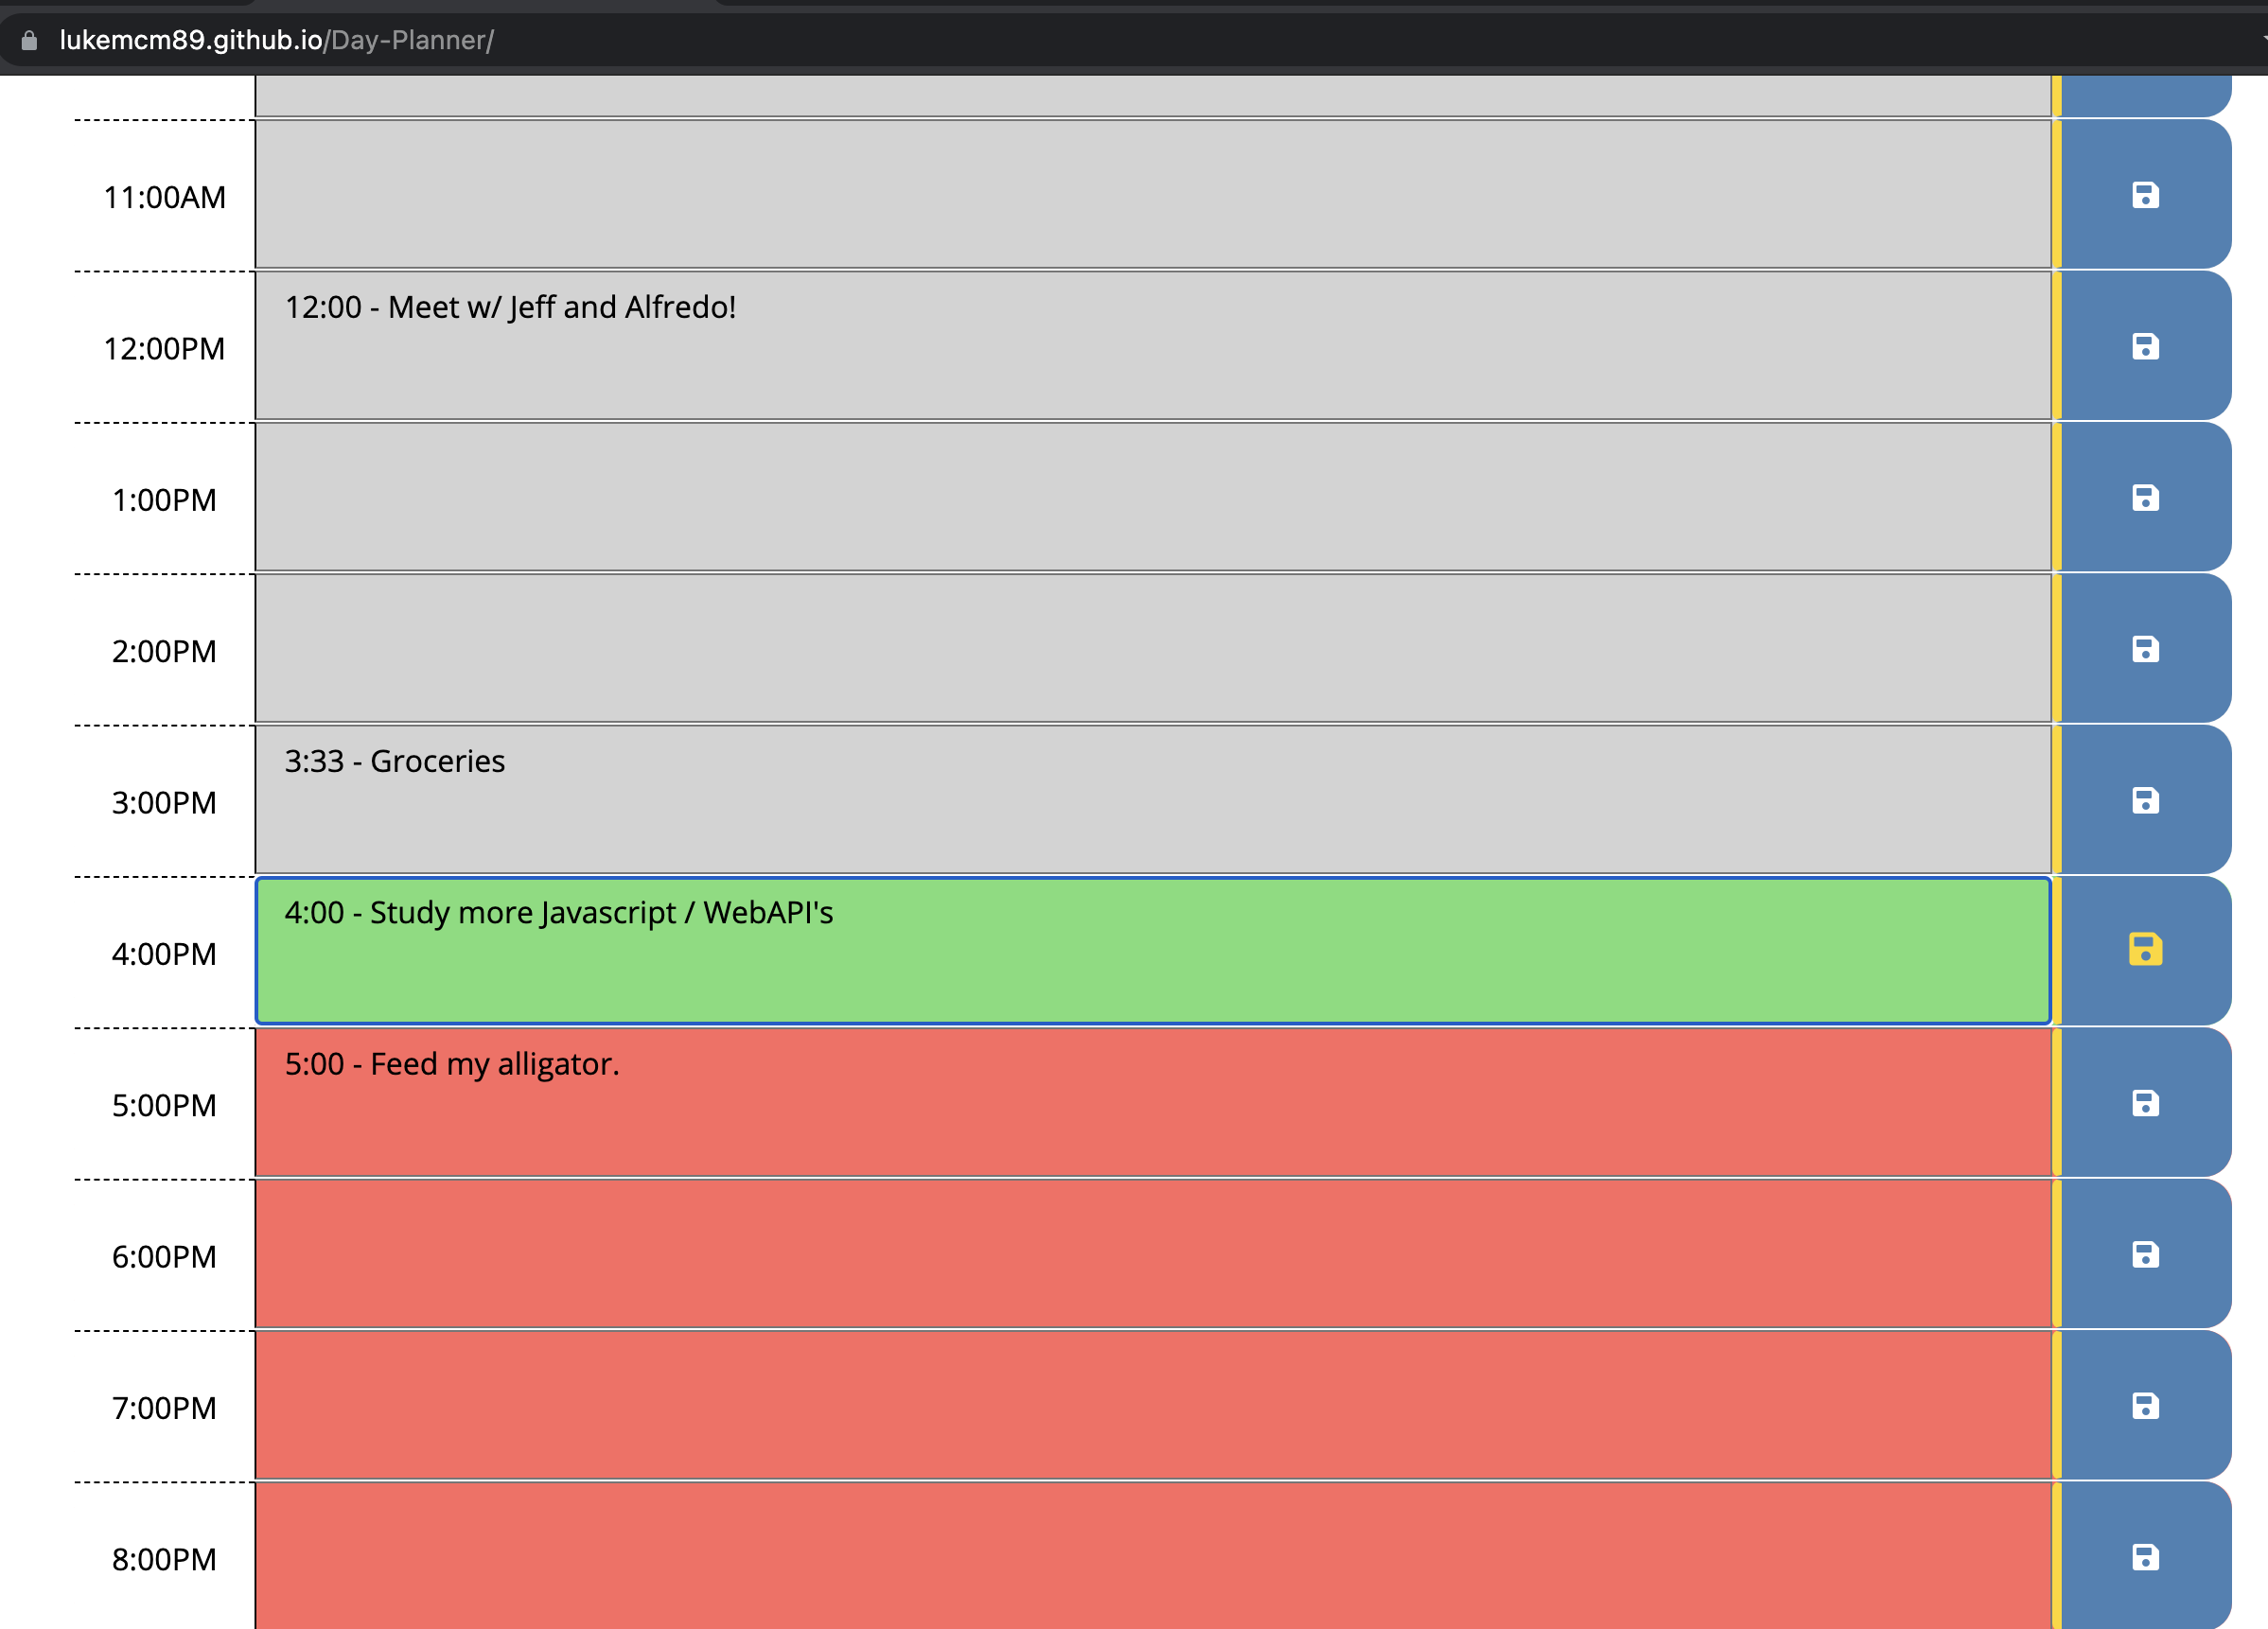 lukemcm89.github.io/Day-Planner/
11:00AM
12:00PM
12:00 - Meet w/ Jeff and Alfredo!
1:00PM
2:00PM
3:00PM
3:33 - Groceries
4:00PM
4:00 - Study more Javascript / WebAPI's
5:00PM
5:00 - Feed my alligator.
6:00PM
7:00PM
8:00PM